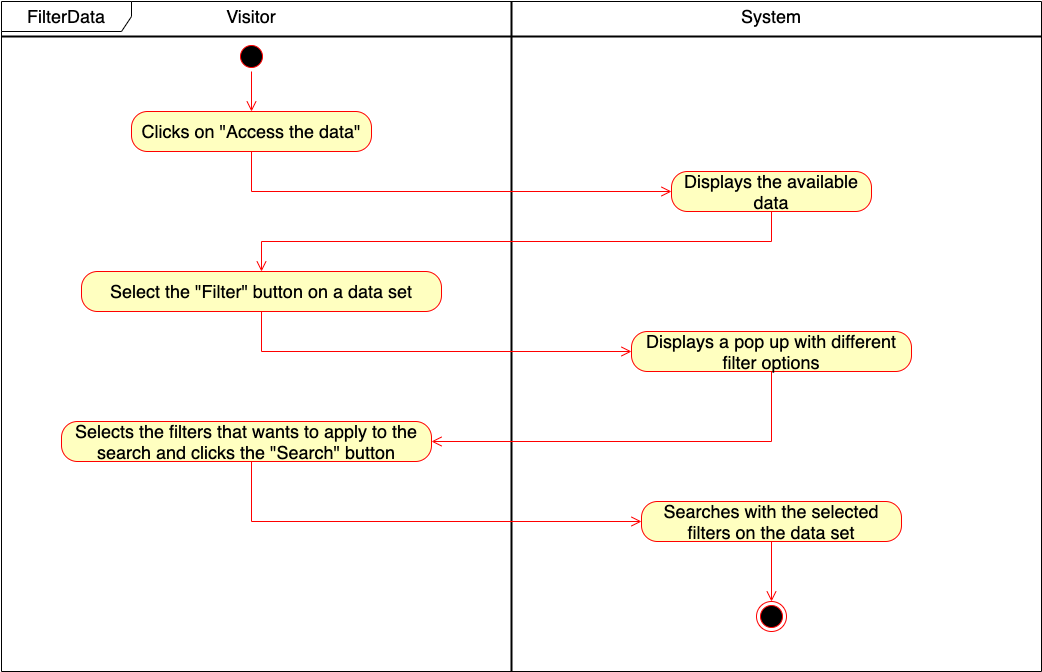 FilterData
Visitor
System
Clicks on "Access the data"
Displays the available
data
Select the "Filter" button on a data set
Displays a pop up with different
filter options
Selects the filters that wants to apply to the
search and clicks the "Search" button
Searches with the selected
filters on the data set